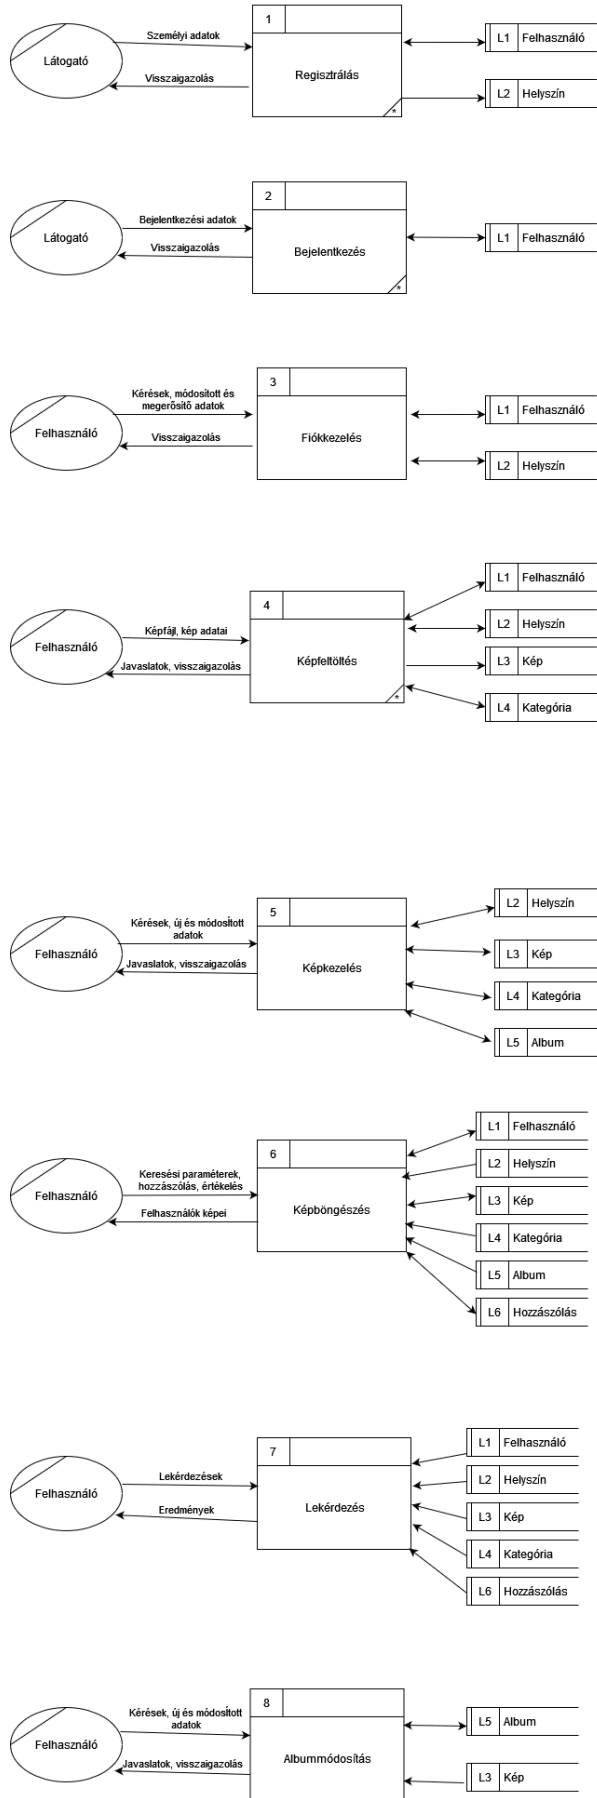 1
Személyi adatok
L1 Felhasználó
Látogató
Regisztrálás
Visszaigazolás
L2 Helyszín
*
2
Bejelentkezési adatok
Látogató
L1 Felhasználó
Visszaigazolás
Bejelentkezés
*
3
Kérések, módosított és
megerősítő adatok
L1 Felhasználó
Felhasználó
Visszaigazolás
Fiókkezelés
L2 Helyszín
L1 Felhasználó
4
L2 Helyszín
Képfájl, kép adatai
Felhasználó
Képfeltöltés
L3 Kép
Javaslatok, visszaigazolás
*
L4 Kategória
L2 Helyszín
5
Kérések, új és módosított
adatok
Felhasználó
L3 Kép
Javaslatok, visszaigazolás
Képkezelés
L4 Kategória
L5 Album
L1 Felhasználó
6
L2 Helyszín
Keresési paraméterek,
hozzászólás, értékelés
Felhasználó
L3 Kép
Felhasználók képei
Képböngészés
L4 Kategória
L5 Album
L6 Hozzászólás
L1 Felhasználó
7
Lekérdezések
L2 Helyszín
Felhasználó
Eredmények
Lekérdezés
L3 Kép
L4 Kategória
L6 Hozzászólás
8
Kérések, új és módosított
adatok
L5 Album
Felhasználó
Javaslatok, visszaigazolás
Albummódosítás
L3 Kép